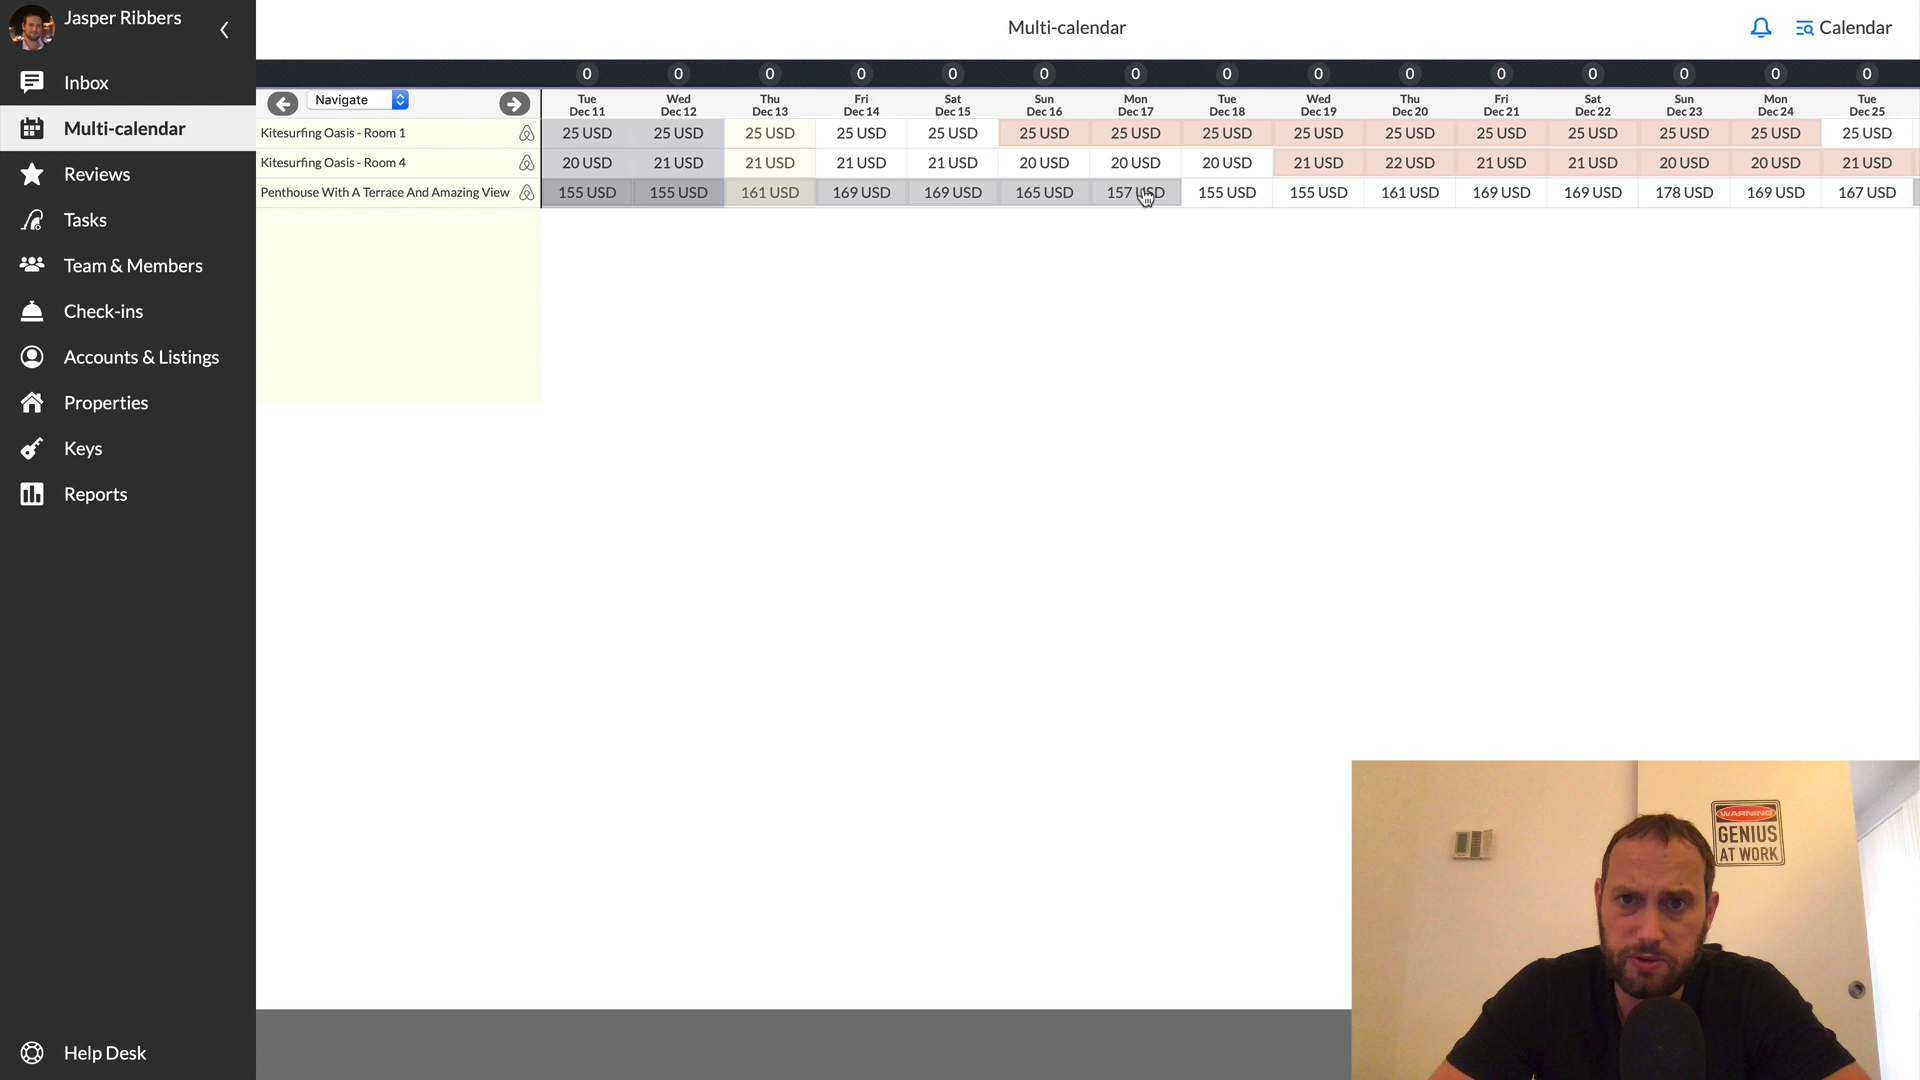 Jasper Ribbers
Multi-calendar
Calendar
Inbox
Multi-calendar
Reviews
Tasks
Team & Members
Check-ins
Accounts & Listings
Properties
Keys
Reports
Help Desk
0 0 0 0 0 0 0 0 0 0 0 0 0 0 0
Navigate
Tue Wed Thu Fri Sat Sun Mon Tue Wed Thu Fri Sat Sun Mon Tue
Dec 11 Dec 12 Dec 13 Dec 14 Dec 15 Dec 16 Dec 17 Dec 18 Dec 19 Dec 20 Dec 21 Dec 22 Dec 23 Dec 24 Dec 25
Kitesurfing Oasis - Room 1 25 USD 25 USD 25 USD 25 USD 25 USD 25 USD 25 USD 25 USD 25 USD 25 USD 25 USD 25 USD 25 USD 25 USD 25 USD
Kitesurfing Oasis - Room 4 20 USD 21 USD 21 USD 21 USD 21 USD 20 USD 20 USD 20 USD 21 USD 22 USD 21 USD 21 USD 20 USD 20 USD 21 USD
Penthouse With A Terrace And Amazing View 155 USD 155 USD 161 USD 169 USD 169 USD 165 USD 157 USD 155 USD 155 USD 161 USD 169 USD 169 USD 178 USD 169 USD 167 USD
WARNING
GENIUS
AT WORK